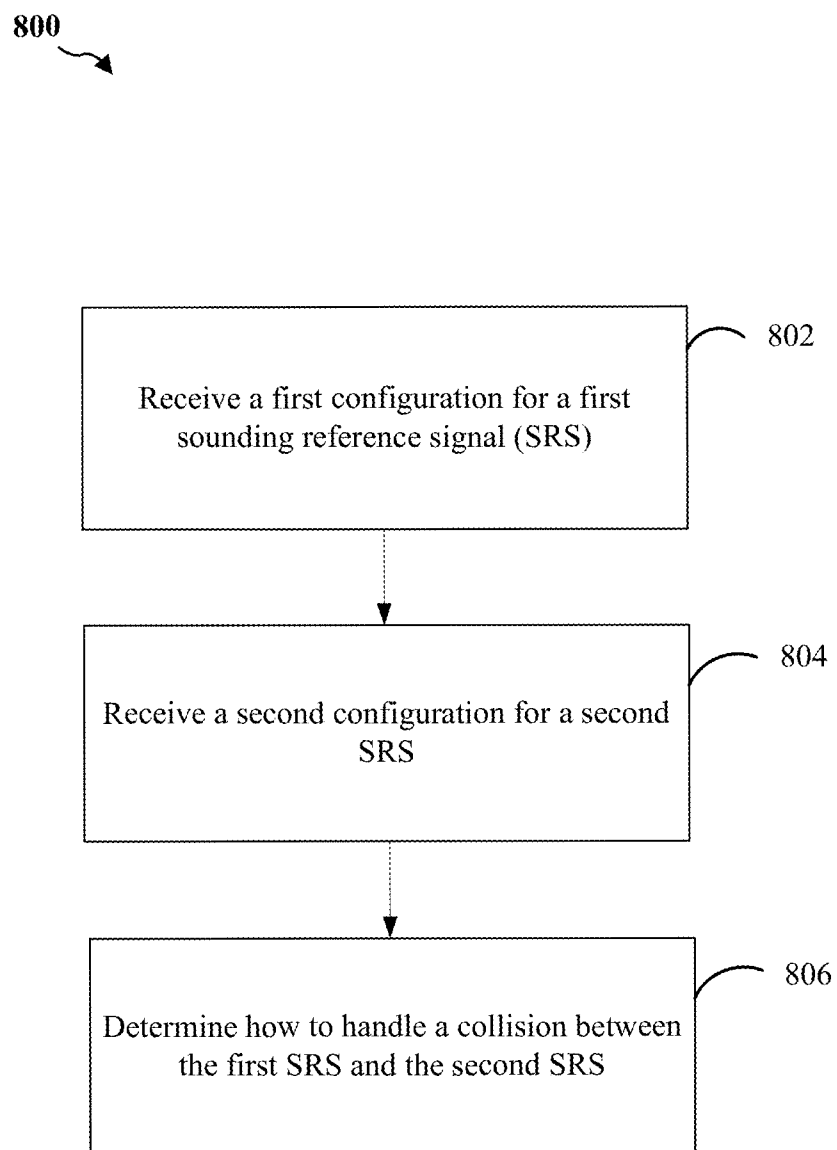 800
802
Receive a first configuration for a first
sounding reference signal (SRS)
804
Receive a second configuration for a second
SRS
806
Determine how to handle a collision between
the first SRS and the second SRS